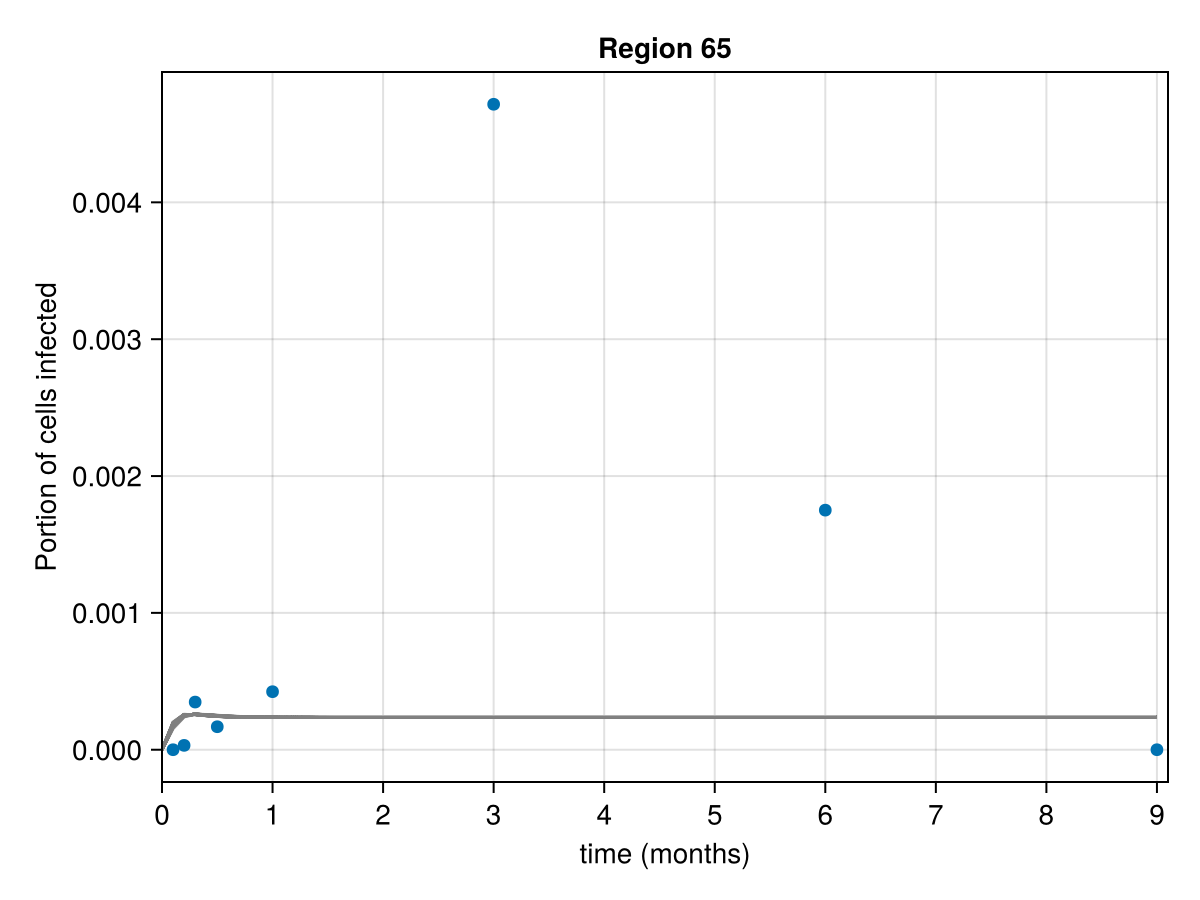 Region 65
Portion of cells infected
0.004
0.003
0.002
0.001
0.000
0 1 2 3 4 5 6 7 8 9
time (months)